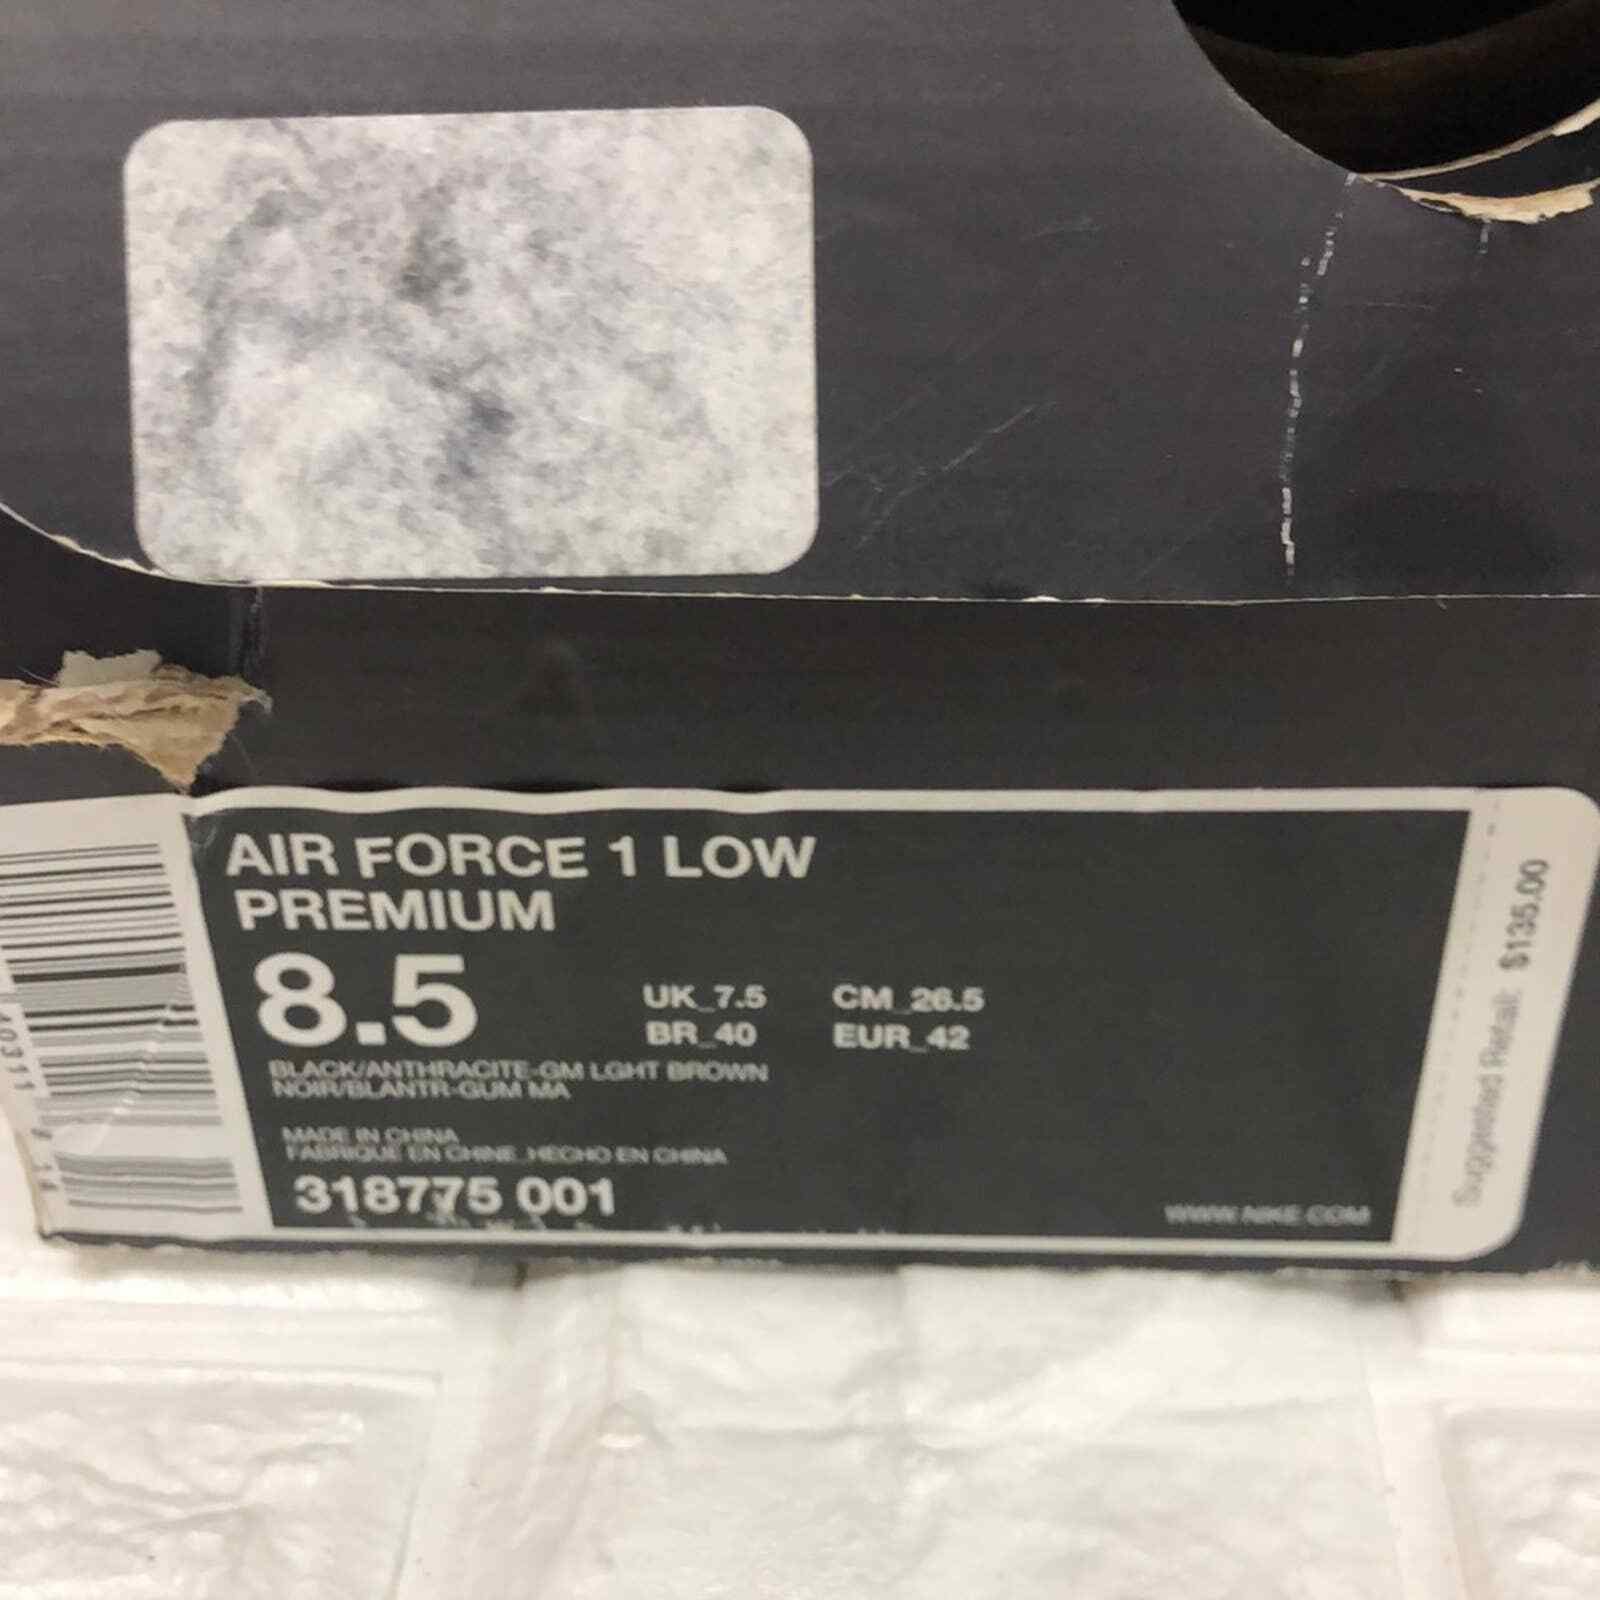 AIR FORCE 1 LOW
PREMIUM
8.5
UK_7.5 CM_26.5
BR_40 EUR_42
BLACK/ANTHRACITE-GM LGHT BROWN
NOIR/BLANTR-GUM MA
MADE IN CHINA
FABRIQUE EN CHINE_HECHO EN CHINA
318775 001
WWW.NIKE.COM
Suggested Retail: $135.00